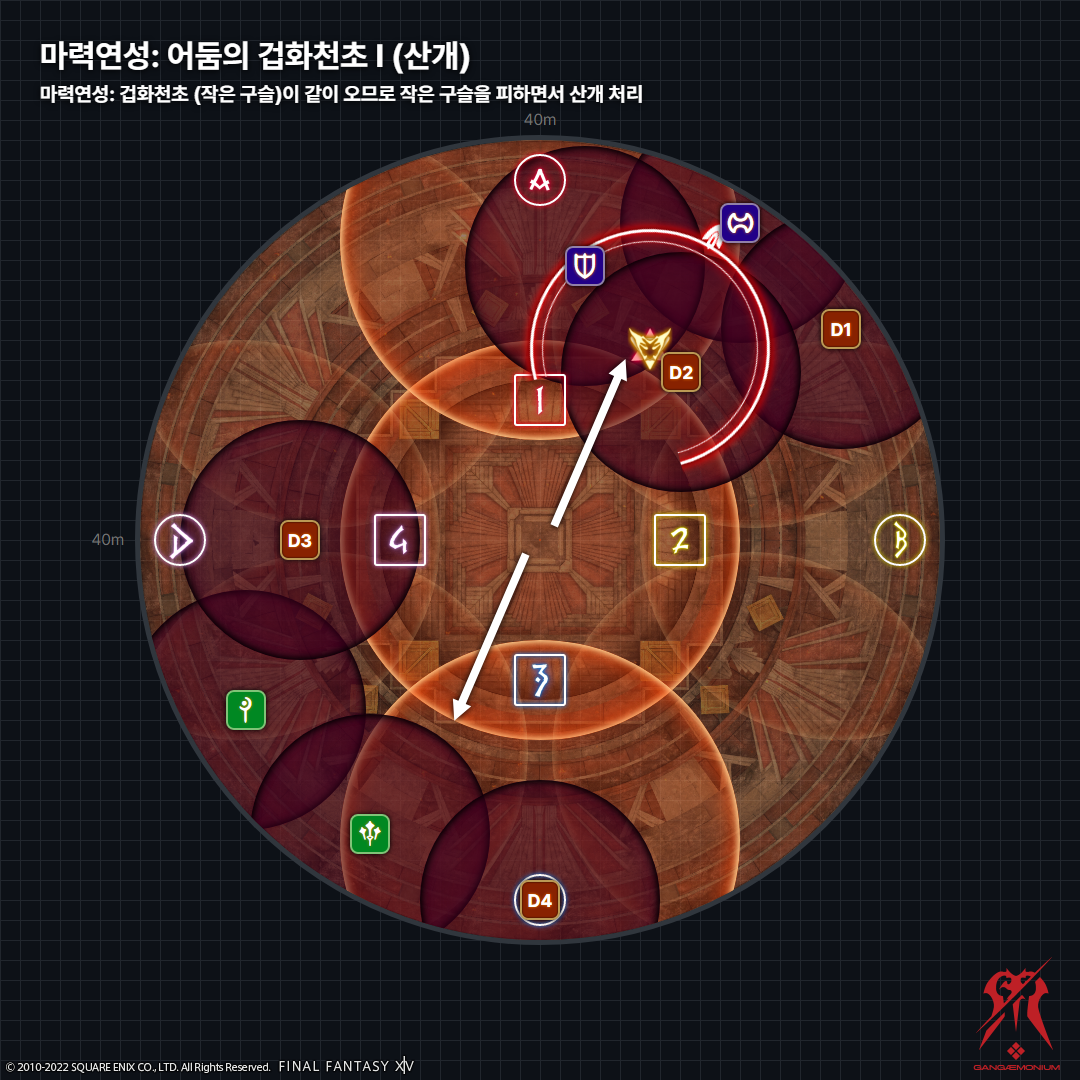 마력연성: 어둠의 겁화천초 I (산개)
마력연성: 겁화천초 (작은 구슬)이 같이 오므로 작은 구슬을 피하면서 산개 처리
40m
A
D1
D2
1
40m
D
D3
4
2
B
3
D4
GANGÆMONIUM
© 2010-2022 SQUARE ENIX CO., LTD. All Rights Reserved. FINAL FANTASY XIV